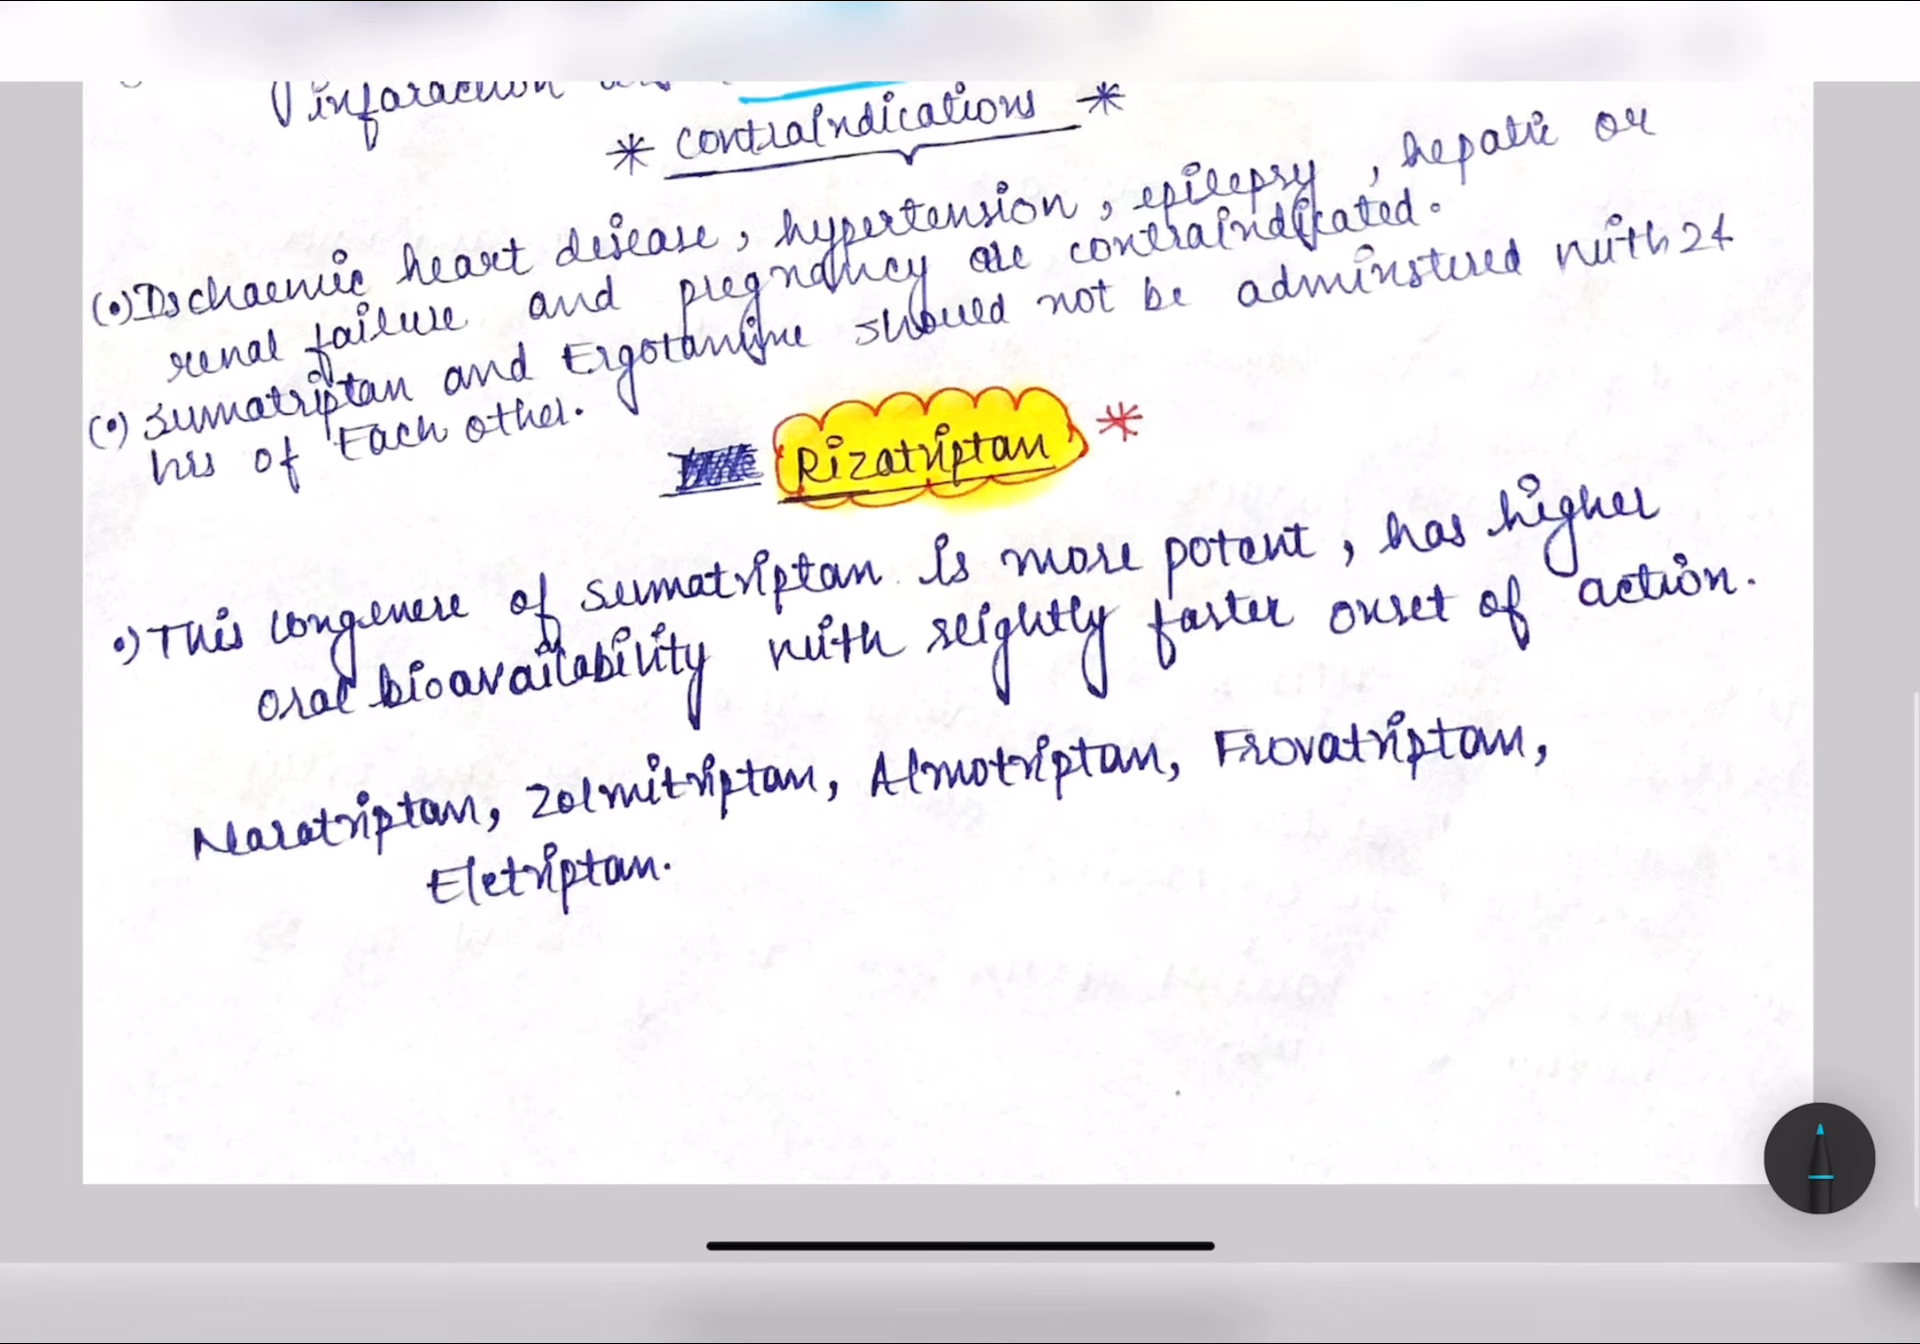 infaraction
* contraindications *
(•) Ischaemic heart disease, hypertension, epilepsy, hepatic or
renal failure and pregnancy are contraindicated.
(•) Sumatriptan and Ergotamine should not be adminstered with 24
hrs of Each other.
Rizatriptan *
•) This congenere of sumatriptan is more potent, has higher
oral bioavailability with slightly faster onset of action.
Naratriptan, Zolmitriptan, Almotriptan, Frovatriptan,
Eletriptan.